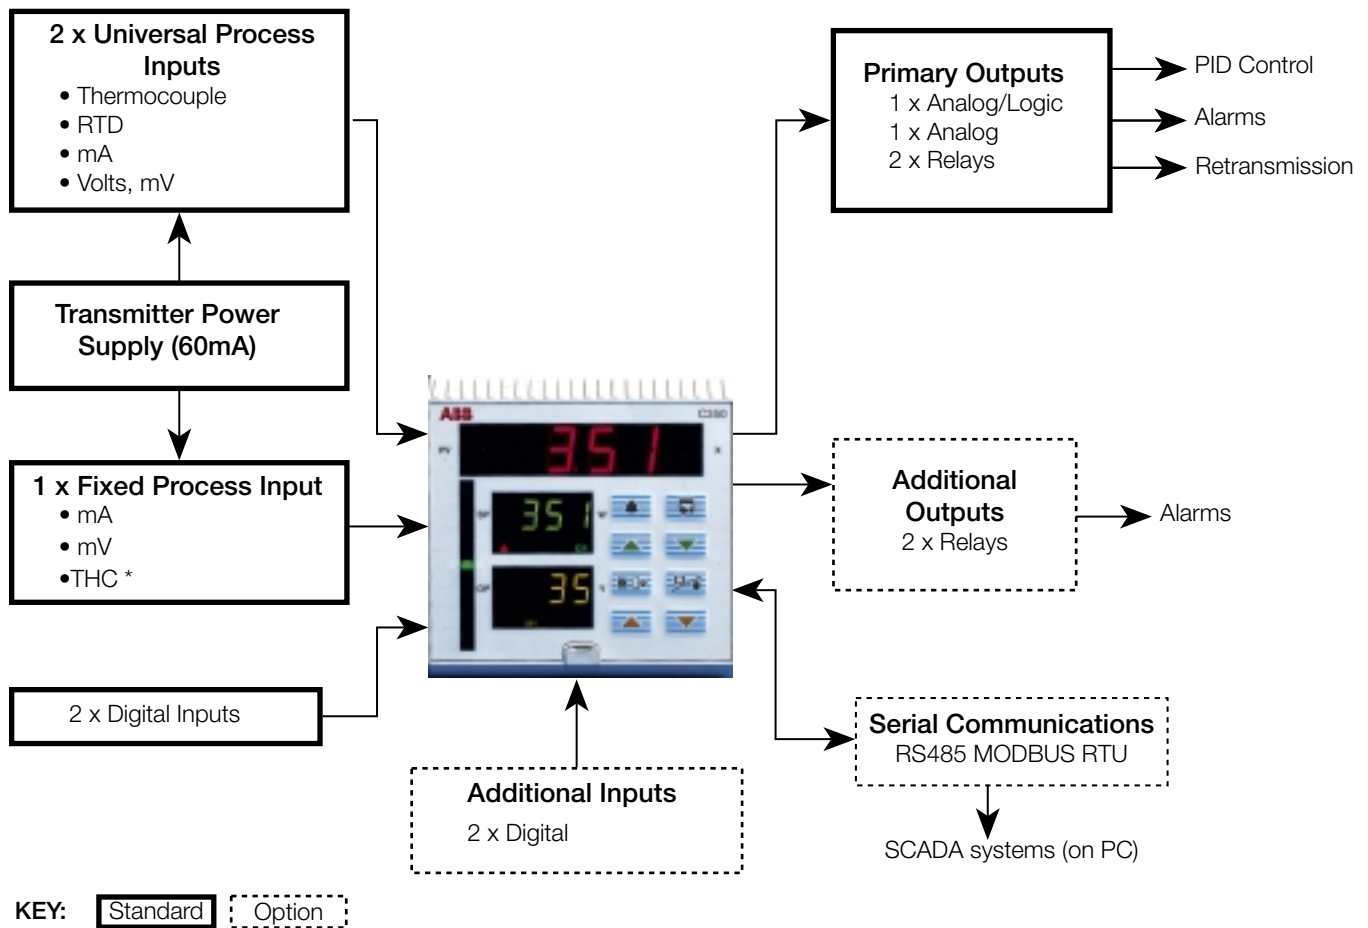 2 x Universal Process
Inputs
• Thermocouple
• RTD
• mA
• Volts, mV
Transmitter Power
Supply (60mA)
1 x Fixed Process Input
• mA
• mV
•THC *
2 x Digital Inputs
ABB
C350
PV
X
351
SP
W
351
OP
Y
35
Additional Inputs
2 x Digital
Primary Outputs
1 x Analog/Logic
1 x Analog
2 x Relays
PID Control
Alarms
Retransmission
Additional
Outputs
2 x Relays
Alarms
Serial Communications
RS485 MODBUS RTU
SCADA systems (on PC)
KEY:
Standard
Option